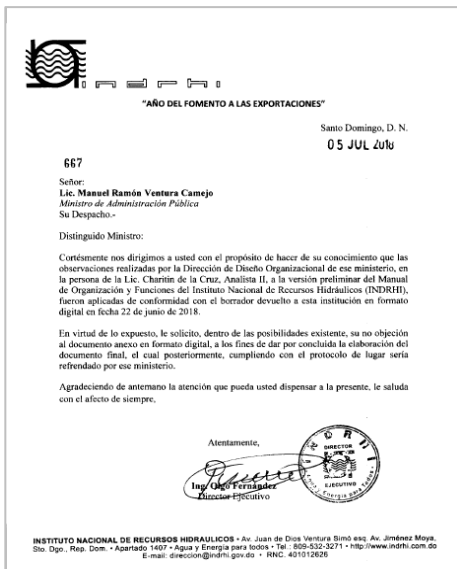 indrhi
"AÑO DEL FOMENTO A LAS EXPORTACIONES"
Santo Domingo, D. N.
05 JUL 2018
667
Señor:
Lic. Manuel Ramón Ventura Camejo
Ministro de Administración Pública
Su Despacho.-
Distinguido Ministro:
Cortésmente nos dirigimos a usted con el propósito de hacer de su conocimiento que las
observaciones realizadas por la Dirección de Diseño Organizacional de ese ministerio, en
la persona de la Lic. Charitin de la Cruz, Analista II, a la versión preliminar del Manual
de Organización y Funciones del Instituto Nacional de Recursos Hidráulicos (INDRHI),
fueron aplicadas de conformidad con el borrador devuelto a esta institución en formato
digital en fecha 22 de junio de 2018.
En virtud de lo expuesto, le solicito, dentro de las posibilidades existente, su no objeción
al documento anexo en formato digital, a los fines de dar por concluida la elaboración del
documento final, el cual posteriormente, cumpliendo con el protocolo de lugar sería
refrendado por ese ministerio.
Agradeciendo de antemano la atención que pueda usted dispensar a la presente, le saluda
con el afecto de siempre,
Atentamente,
Ing. Olgo Fernández
Director Ejecutivo
INDRHI
DIRECTOR
EJECUTIVO
Energía para Todos
INSTITUTO NACIONAL DE RECURSOS HIDRAULICOS • Av. Juan de Dios Ventura Simó esq. Av. Jiménez Moya,
Sto. Dgo., Rep. Dom. • Apartado 1407 • Agua y Energía para todos • Tel.: 809-532-3271 • http://www.indrhi.com.do
E-mail: direccion@indrhi.gov.do • RNC. 401012626